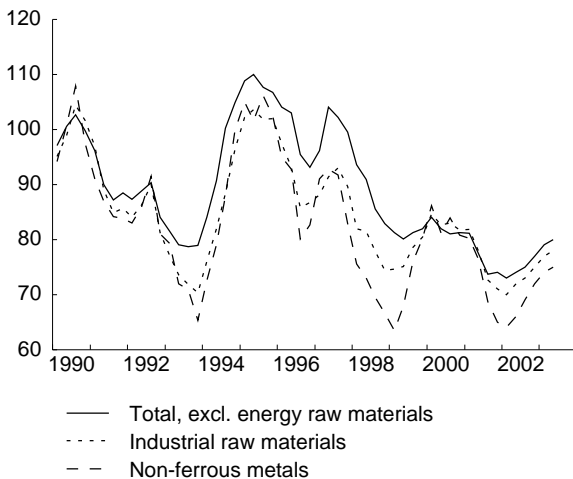 120
110
100
90
80
70
60
1990 1992 1994 1996 1998 2000 2002
Total, excl. energy raw materials
Industrial raw materials
Non-ferrous metals